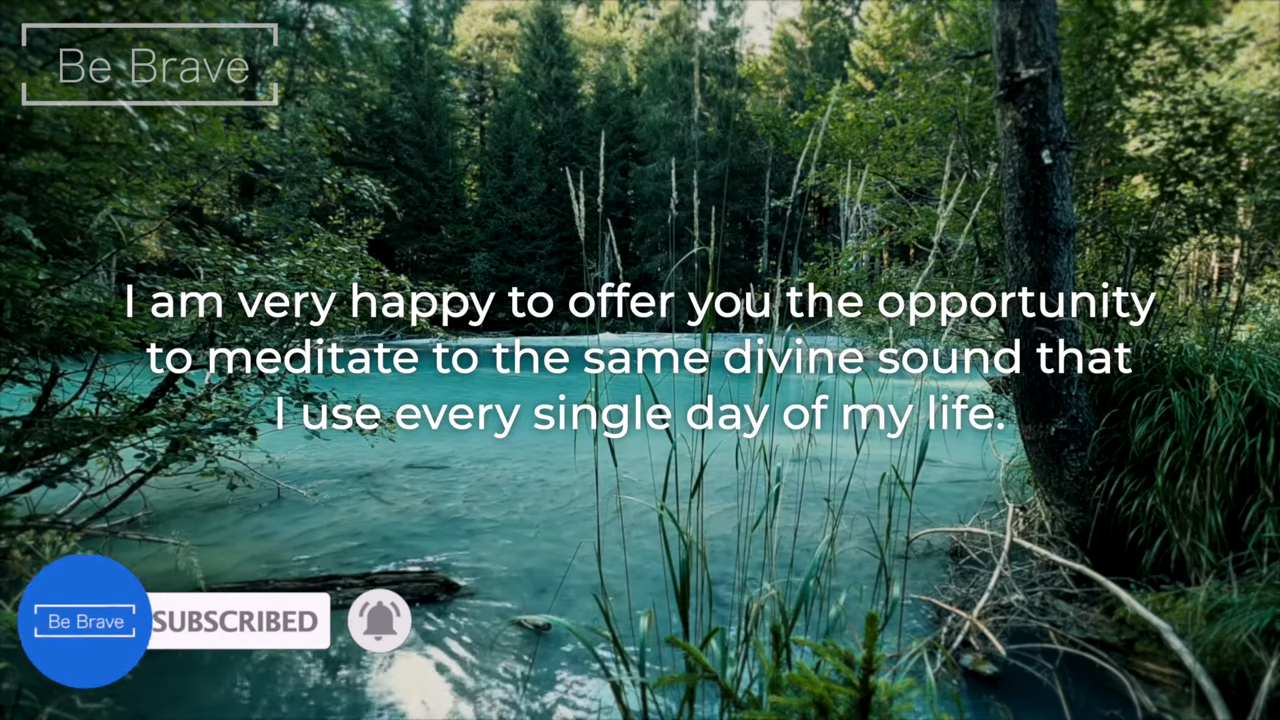 Be Brave
I am very happy to offer you the opportunity
to meditate to the same divine sound that
I use every single day of my life.
Be Brave
SUBSCRIBED